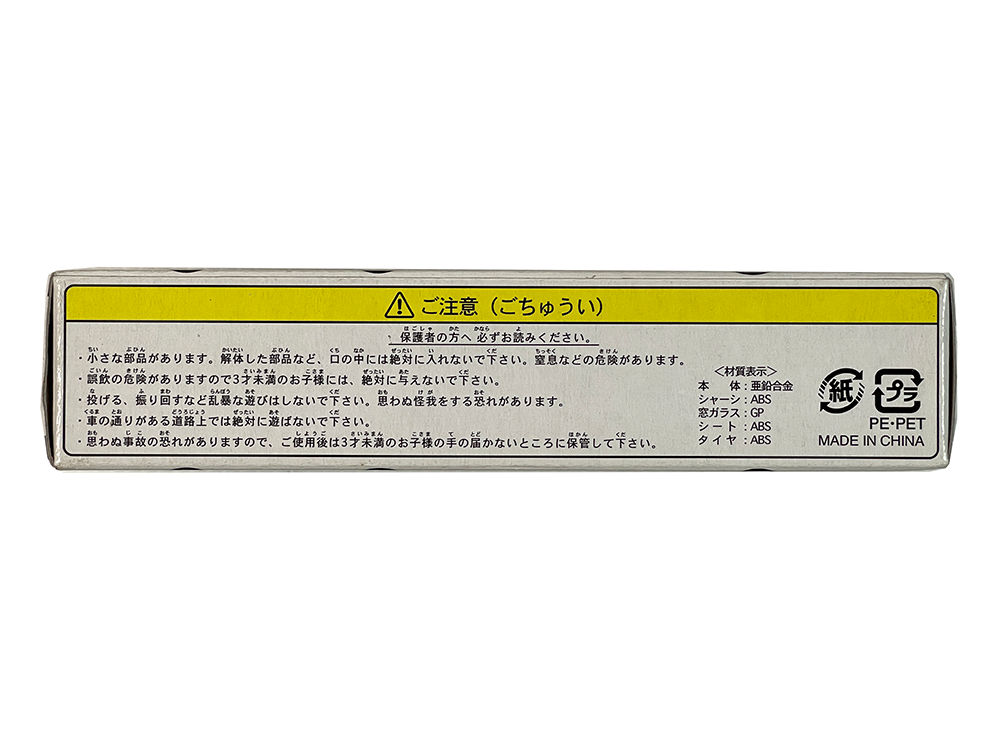 ご注意（ごちゅうい）
保護者の方へ 必ずお読みください。
・小さな部品があります。解体した部品など、口の中には絶対に入れないで下さい。窒息などの危険があります。
・誤飲の危険がありますので3才未満のお子様には、絶対に与えないで下さい。
・投げる、振り回すなど乱暴な遊びはしないで下さい。思わぬ怪我をする恐れがあります。
・車の通りがある道路上では絶対に遊ばないで下さい。
・思わぬ事故の恐れがありますので、ご使用後は3才未満のお子様の手の届かないところに保管して下さい。
＜材質表示＞
本　体：亜鉛合金
シャーシ：ABS
窓ガラス：GP
シート：ABS
タイヤ：ABS
紙 プラ
PE・PET
MADE IN CHINA